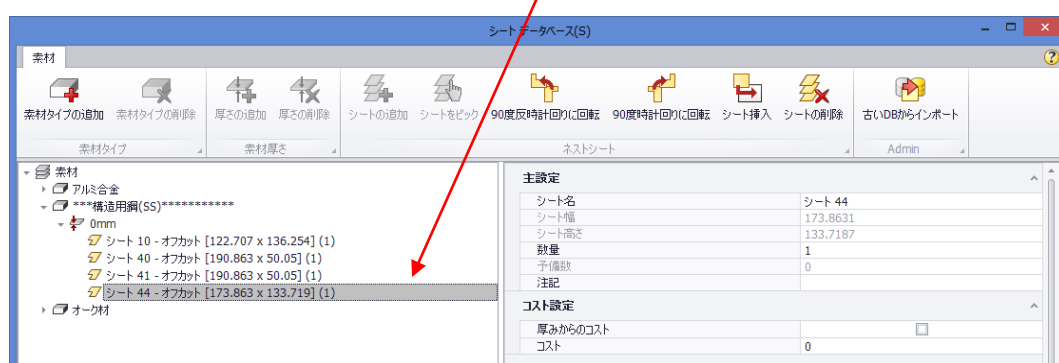 シート データベース(S)
素材
素材タイプの追加 素材タイプの削除 厚さの追加 厚さの削除 シートの追加 シートをピック 90度反時計回りに回転 90度時計回りに回転 シート挿入 シートの削除 古いDBからインポート
素材タイプ 素材厚さ ネストシート Admin
素材
アルミ合金
***構造用鋼(SS)***********
0mm
シート 10 - オフカット [122.707 x 136.254] (1)
シート 40 - オフカット [190.863 x 50.05] (1)
シート 41 - オフカット [190.863 x 50.05] (1)
シート 44 - オフカット [173.863 x 133.719] (1)
オーク材
主設定
シート名 シート 44
シート幅 173.8631
シート高さ 133.7187
数量 1
予備数 0
注記
コスト設定
厚みからのコスト
コスト 0